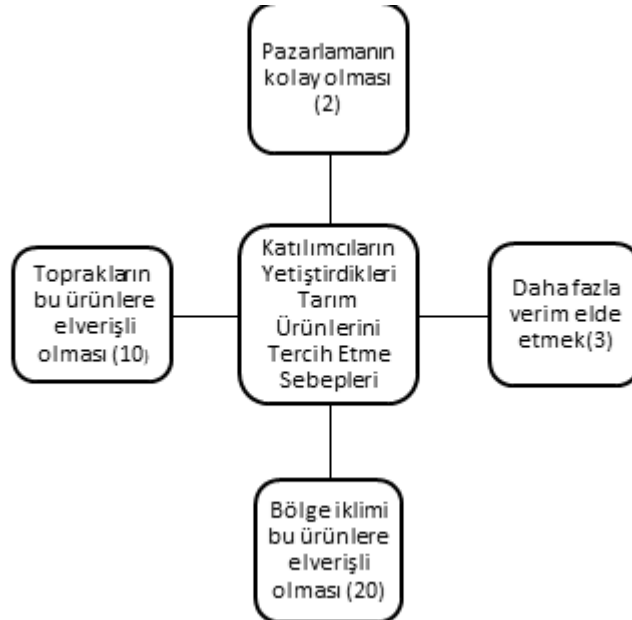 Pazarlamanın
kolay olması
(2)
Toprakların
bu ürünlere
elverişli
olması (10)
Katılımcıların
Yetiştirdikleri
Tarım
Ürünlerini
Tercih Etme
Sebepleri
Daha fazla
verim elde
etmek(3)
Bölge iklimi
bu ürünlere
elverişli
olması (20)